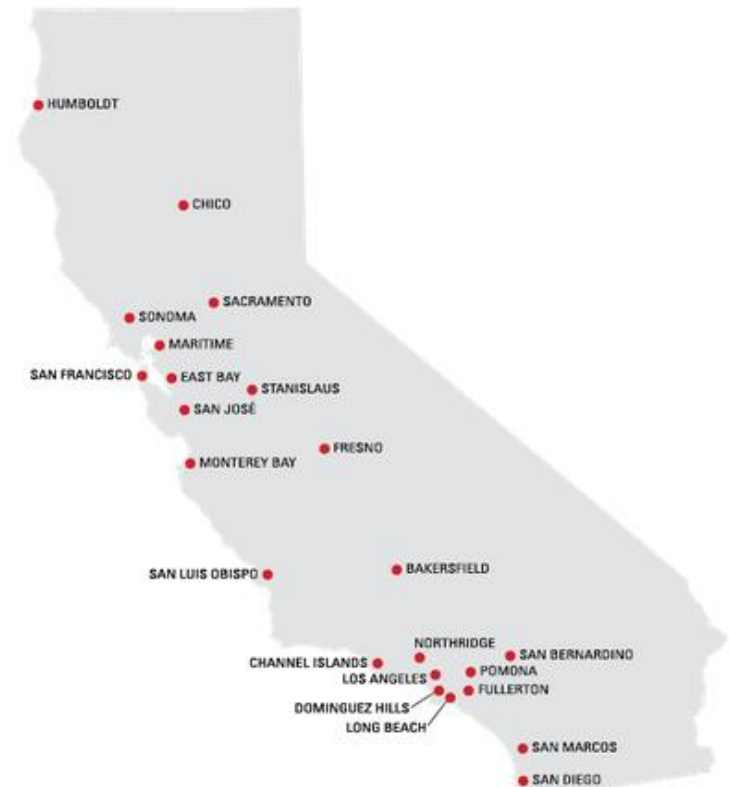 HUMBOLDT
CHICO
SACRAMENTO
SONOMA
MARITIME
SAN FRANCISCO
EAST BAY
STANISLAUS
SAN JOSÉ
FRESNO
MONTEREY BAY
BAKERSFIELD
SAN LUIS OBISPO
NORTHRIDGE
SAN BERNARDINO
CHANNEL ISLANDS
POMONA
LOS ANGELES
FULLERTON
DOMINGUEZ HILLS
LONG BEACH
SAN MARCOS
SAN DIEGO